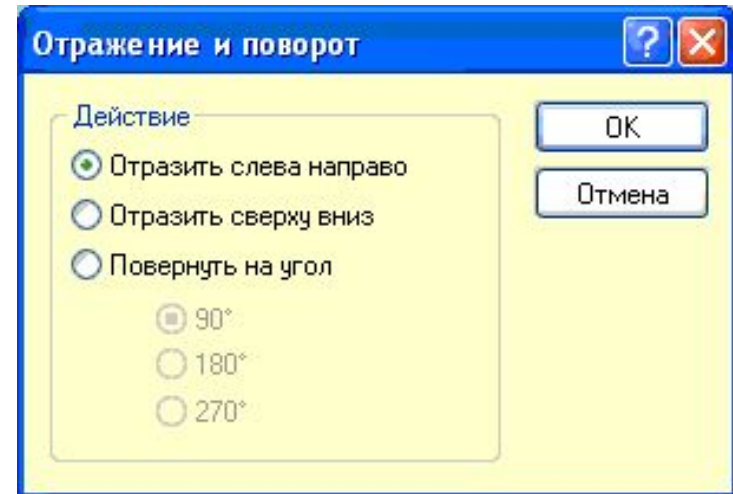 Отражение и поворот
Действие
Отразить слева направо
Отразить сверху вниз
Повернуть на угол
90°
180°
270°
OK
Отмена